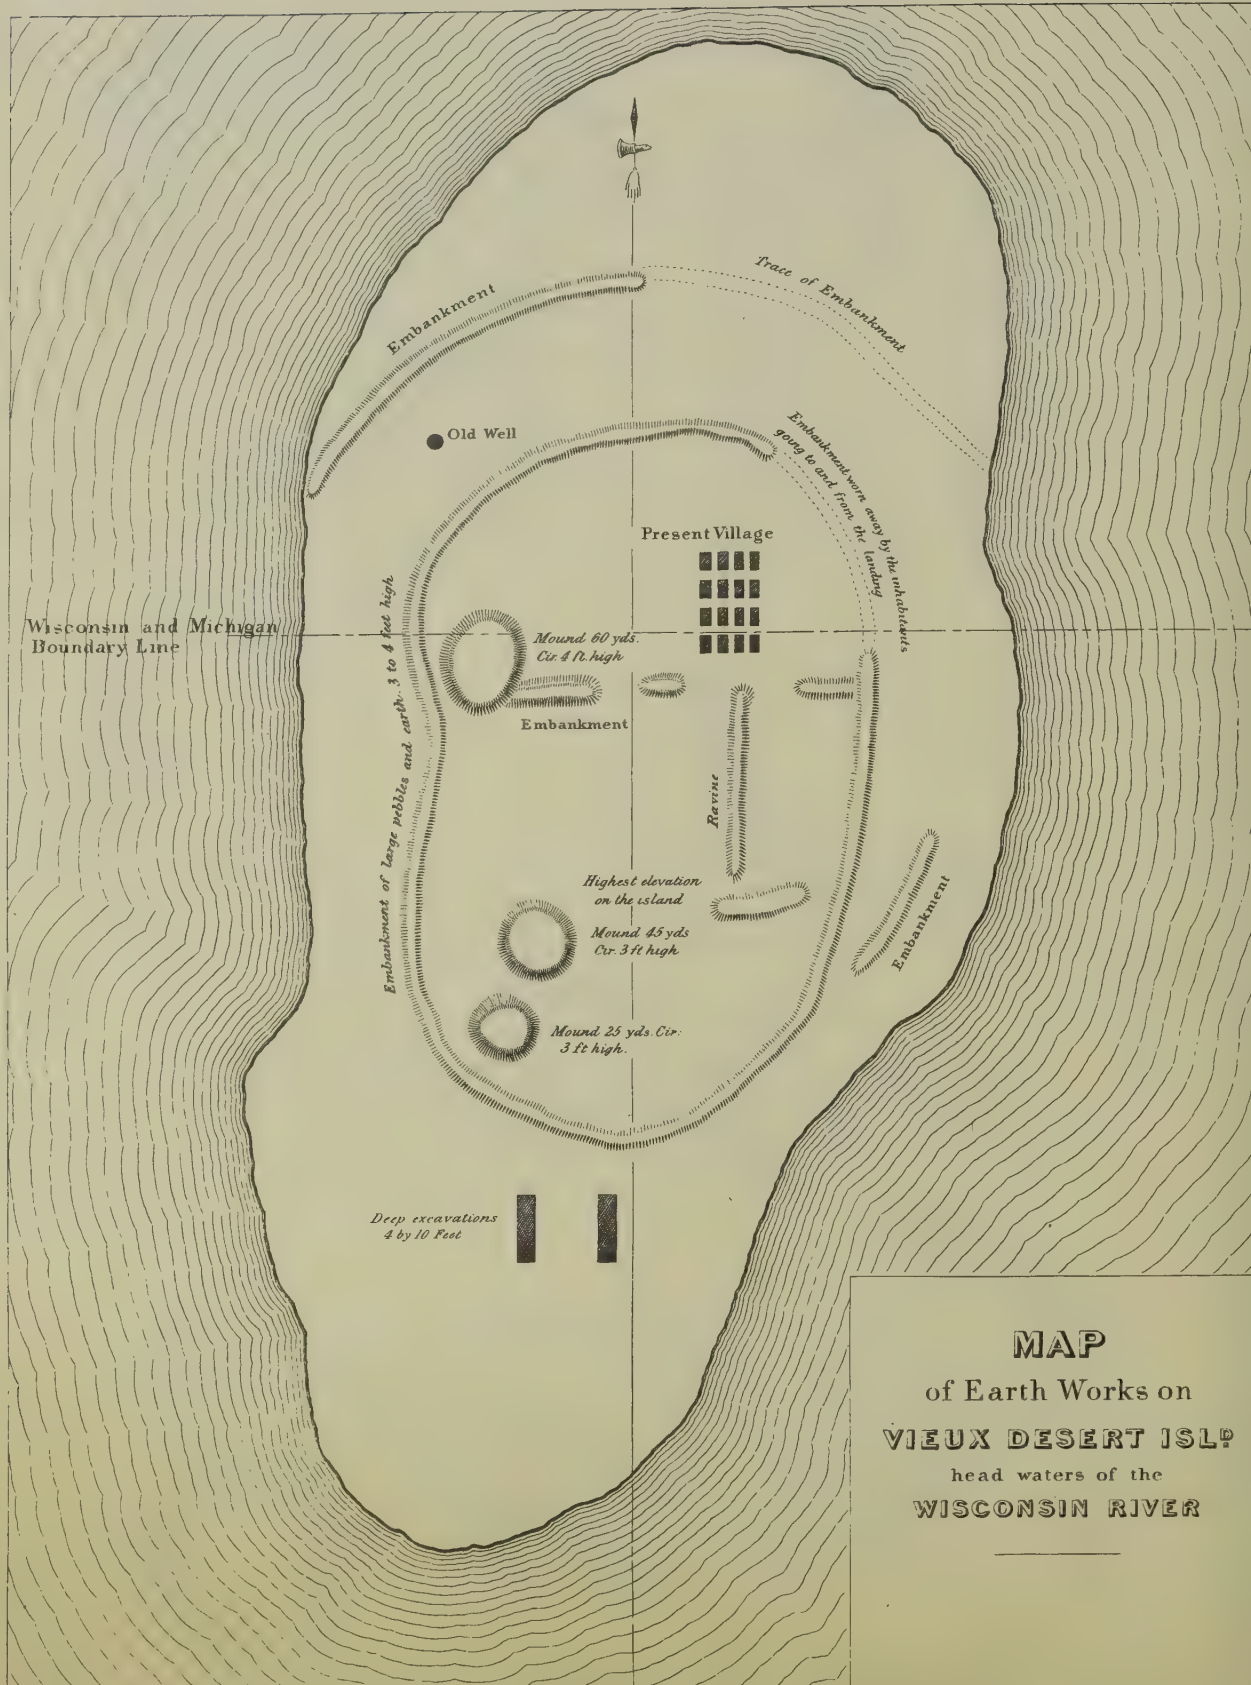 Embankment
Trace of Embankment
Old Well
Embankment worn away by the inhabitants
going to and from the landing
Present Village
Wisconsin and Michigan
Boundary Line
Embankment of large pebbles and earth. 3 to 4 feet high
Mound 60 yds.
Cir. 4 ft. high
Embankment
Ravine
Highest elevation
on the island
Mound 45 yds
Cir. 3 ft high
Embankment
Mound 25 yds. Cir:
3 ft high.
Deep excavations
4 by 10 Feet
MAP
of Earth Works on
VIEUX DESERT ISLD
head waters of the
WISCONSIN RIVER